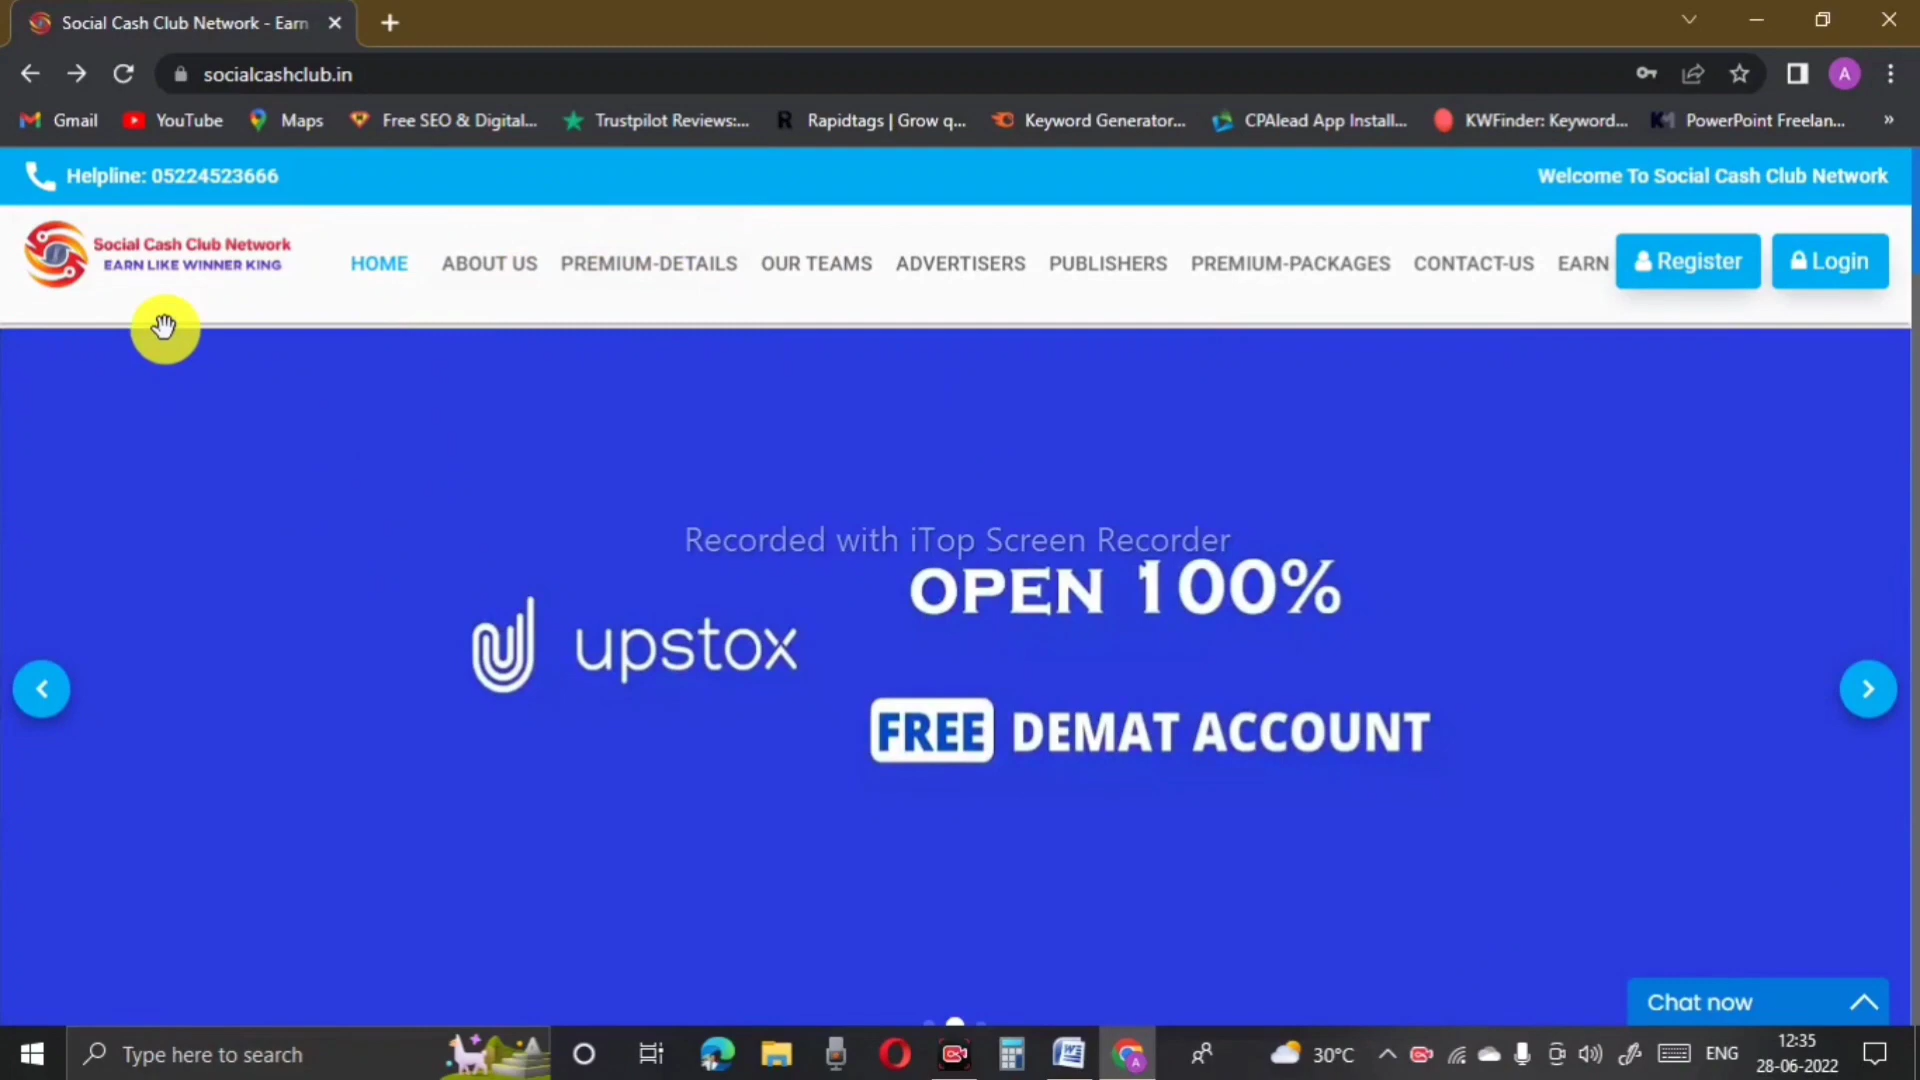 Social Cash Club Network - Earn
socialcashclub.in
A
Gmail
YouTube
Maps
Free SEO & Digital...
Trustpilot Reviews:...
Rapidtags | Grow q...
Keyword Generator...
CPAlead App Install...
KWFinder: Keyword...
PowerPoint Freelan...
»
Helpline: 05224523666
Welcome To Social Cash Club Network
Social Cash Club Network
EARN LIKE WINNER KING
HOME
ABOUT US
PREMIUM-DETAILS
OUR TEAMS
ADVERTISERS
PUBLISHERS
PREMIUM-PACKAGES
CONTACT-US
EARN
Register
Login
Recorded with iTop Screen Recorder
OPEN 100%
upstox
FREE DEMAT ACCOUNT
Chat now
Type here to search
30°C
ENG
12:35
28-06-2022